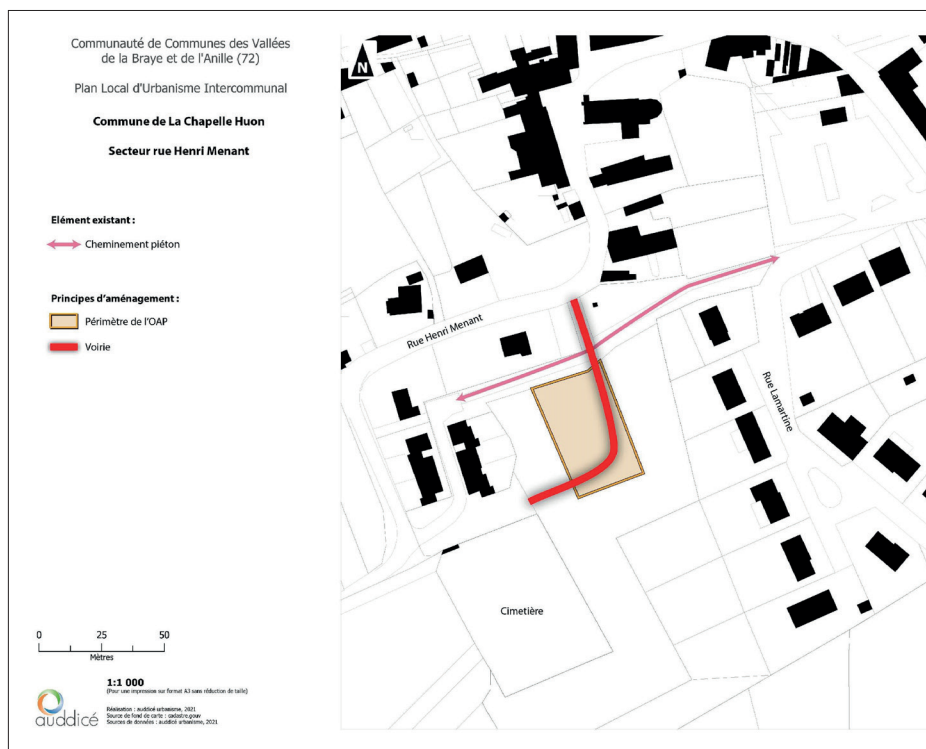 Communauté de Communes des Vallées
de la Braye et de l'Anille (72)
Plan Local d'Urbanisme Intercommunal
Commune de La Chapelle Huon
Secteur rue Henri Menant
Elément existant :
Cheminement piéton
Principes d'aménagement :
Périmètre de l'OAP
Voirie
N
Rue Henri Menant
Rue Lamartine
Cimetière
0 25 50
Mètres
1:1 000
(Pour une impression sur format A3 sans réduction de taille)
Réalisation : auddicé urbanisme, 2021
Source de fond de carte : cadastre.gouv
Sources de données : auddicé urbanisme, 2021
auddicé